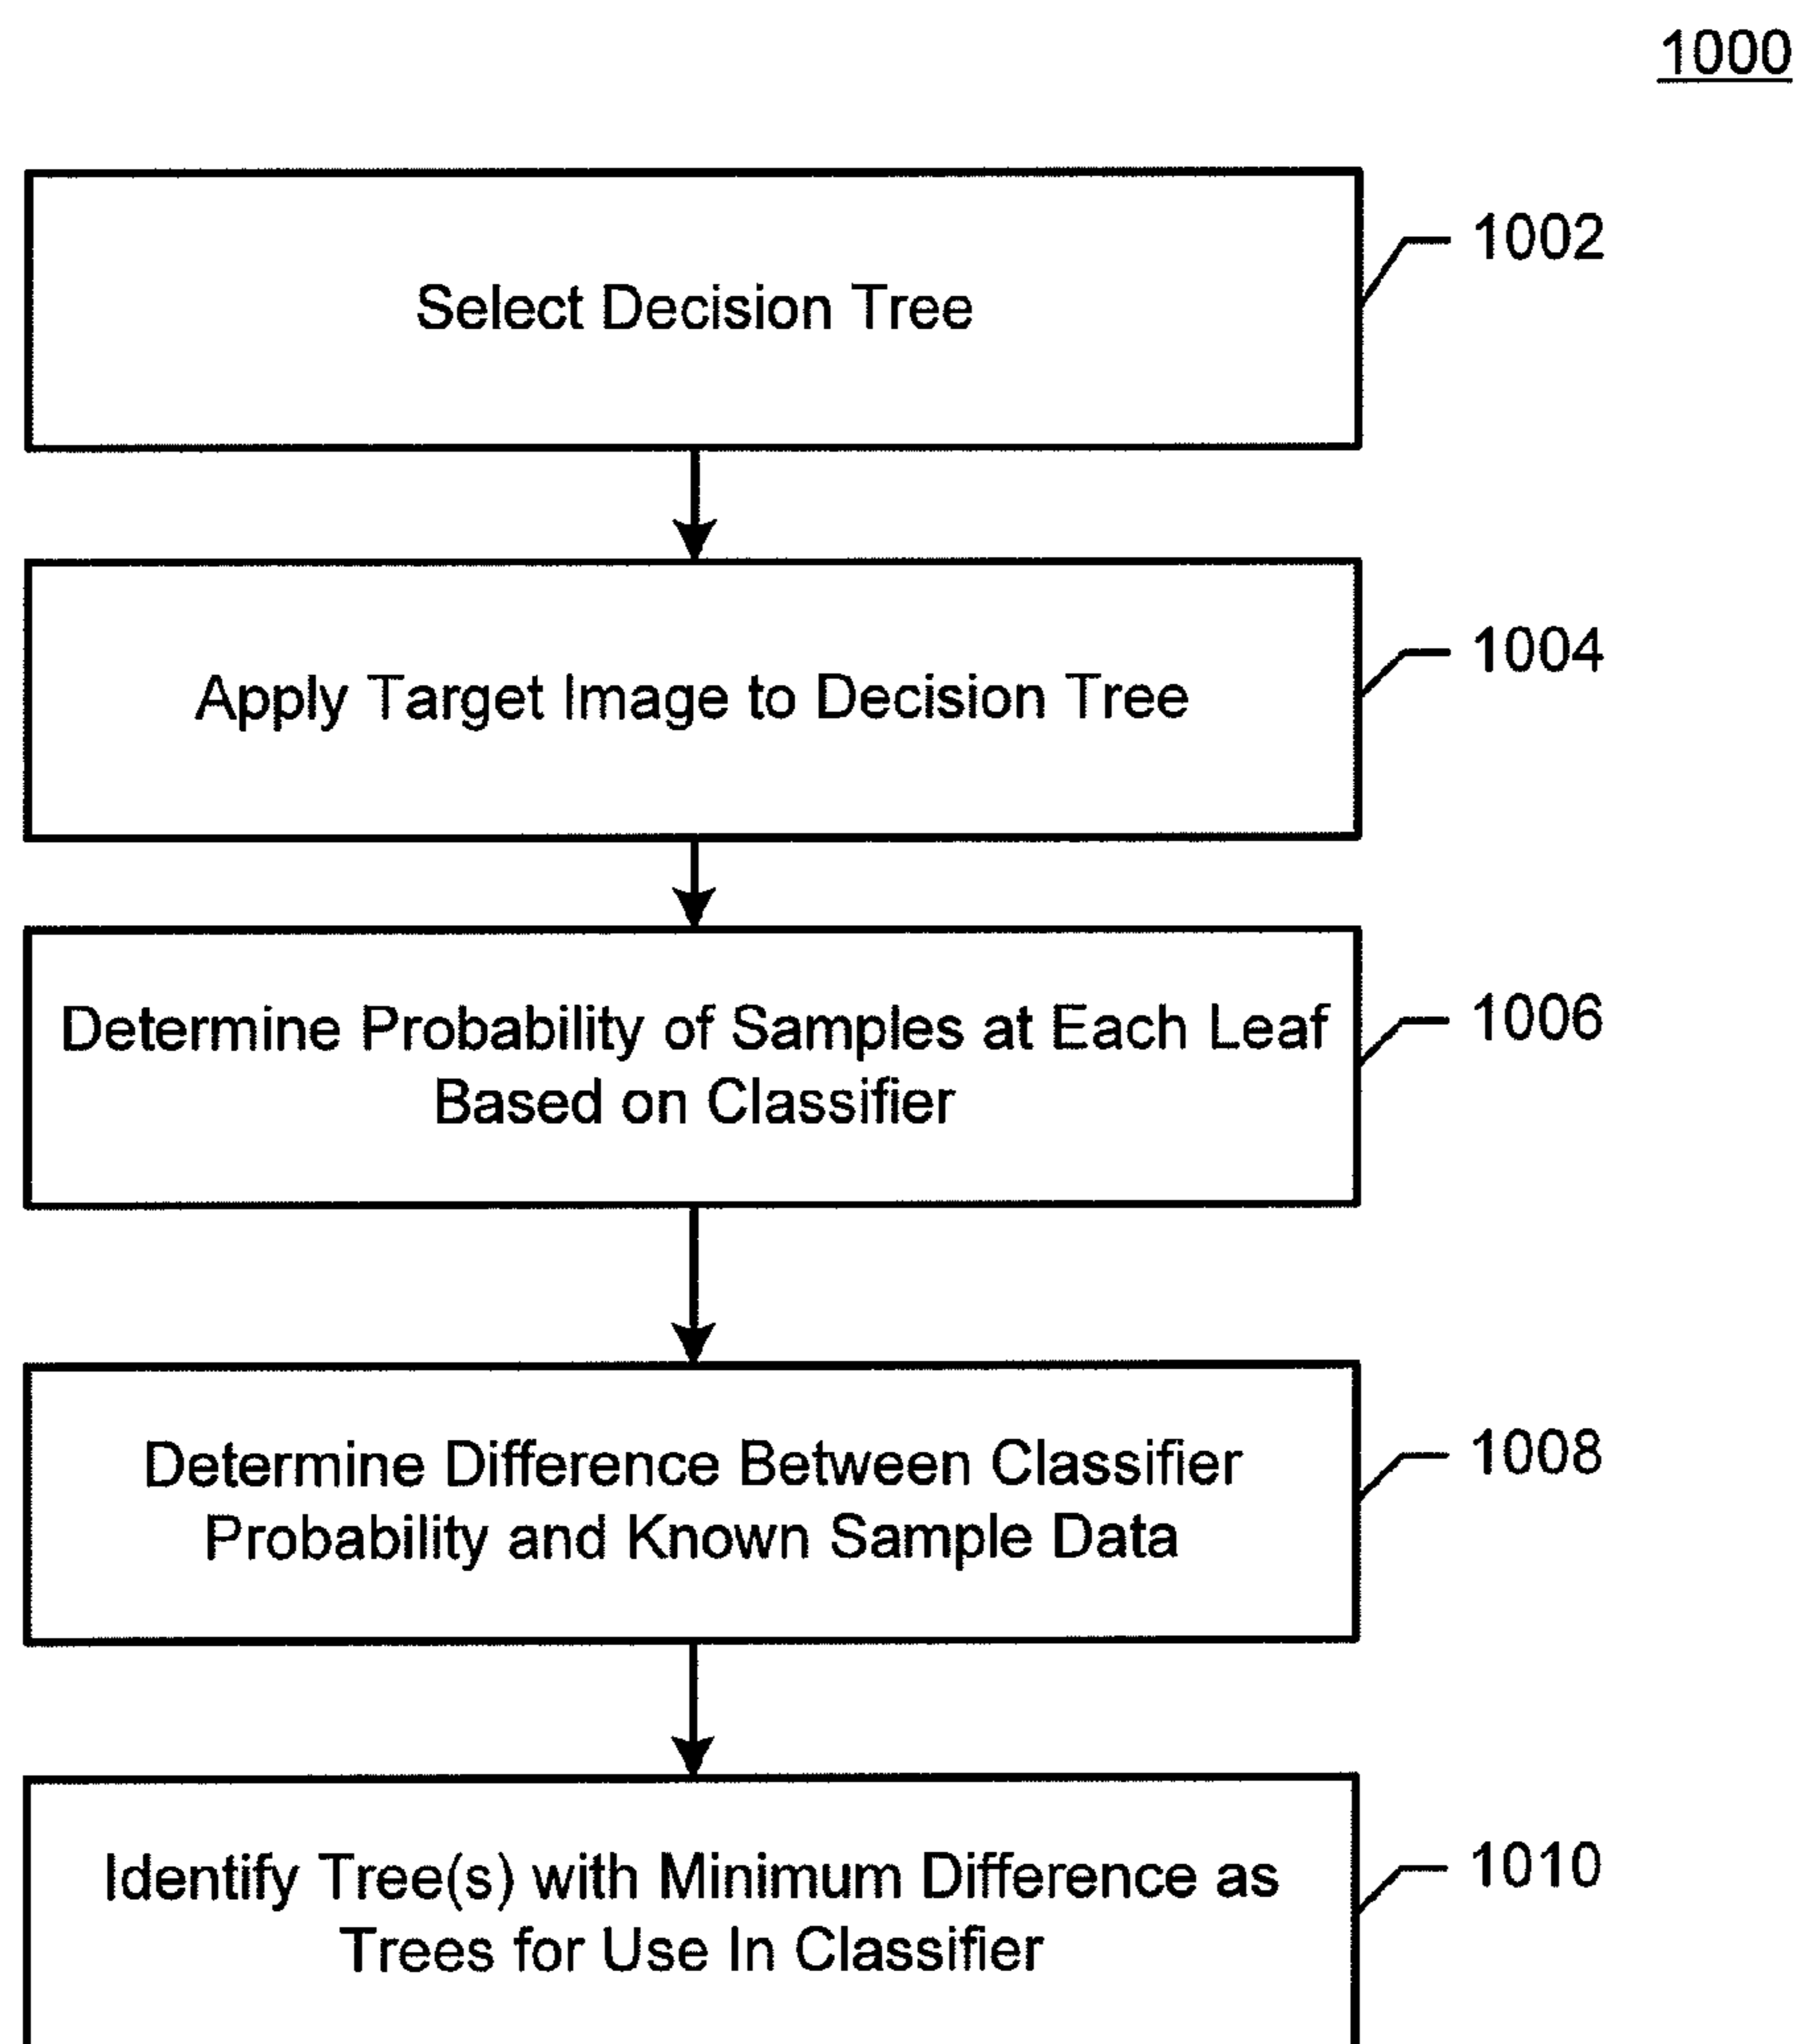 1000
Select Decision Tree
1002
Apply Target Image to Decision Tree
1004
Determine Probability of Samples at Each Leaf
Based on Classifier
1006
Determine Difference Between Classifier
Probability and Known Sample Data
1008
Identify Tree(s) with Minimum Difference as
Trees for Use In Classifier
1010